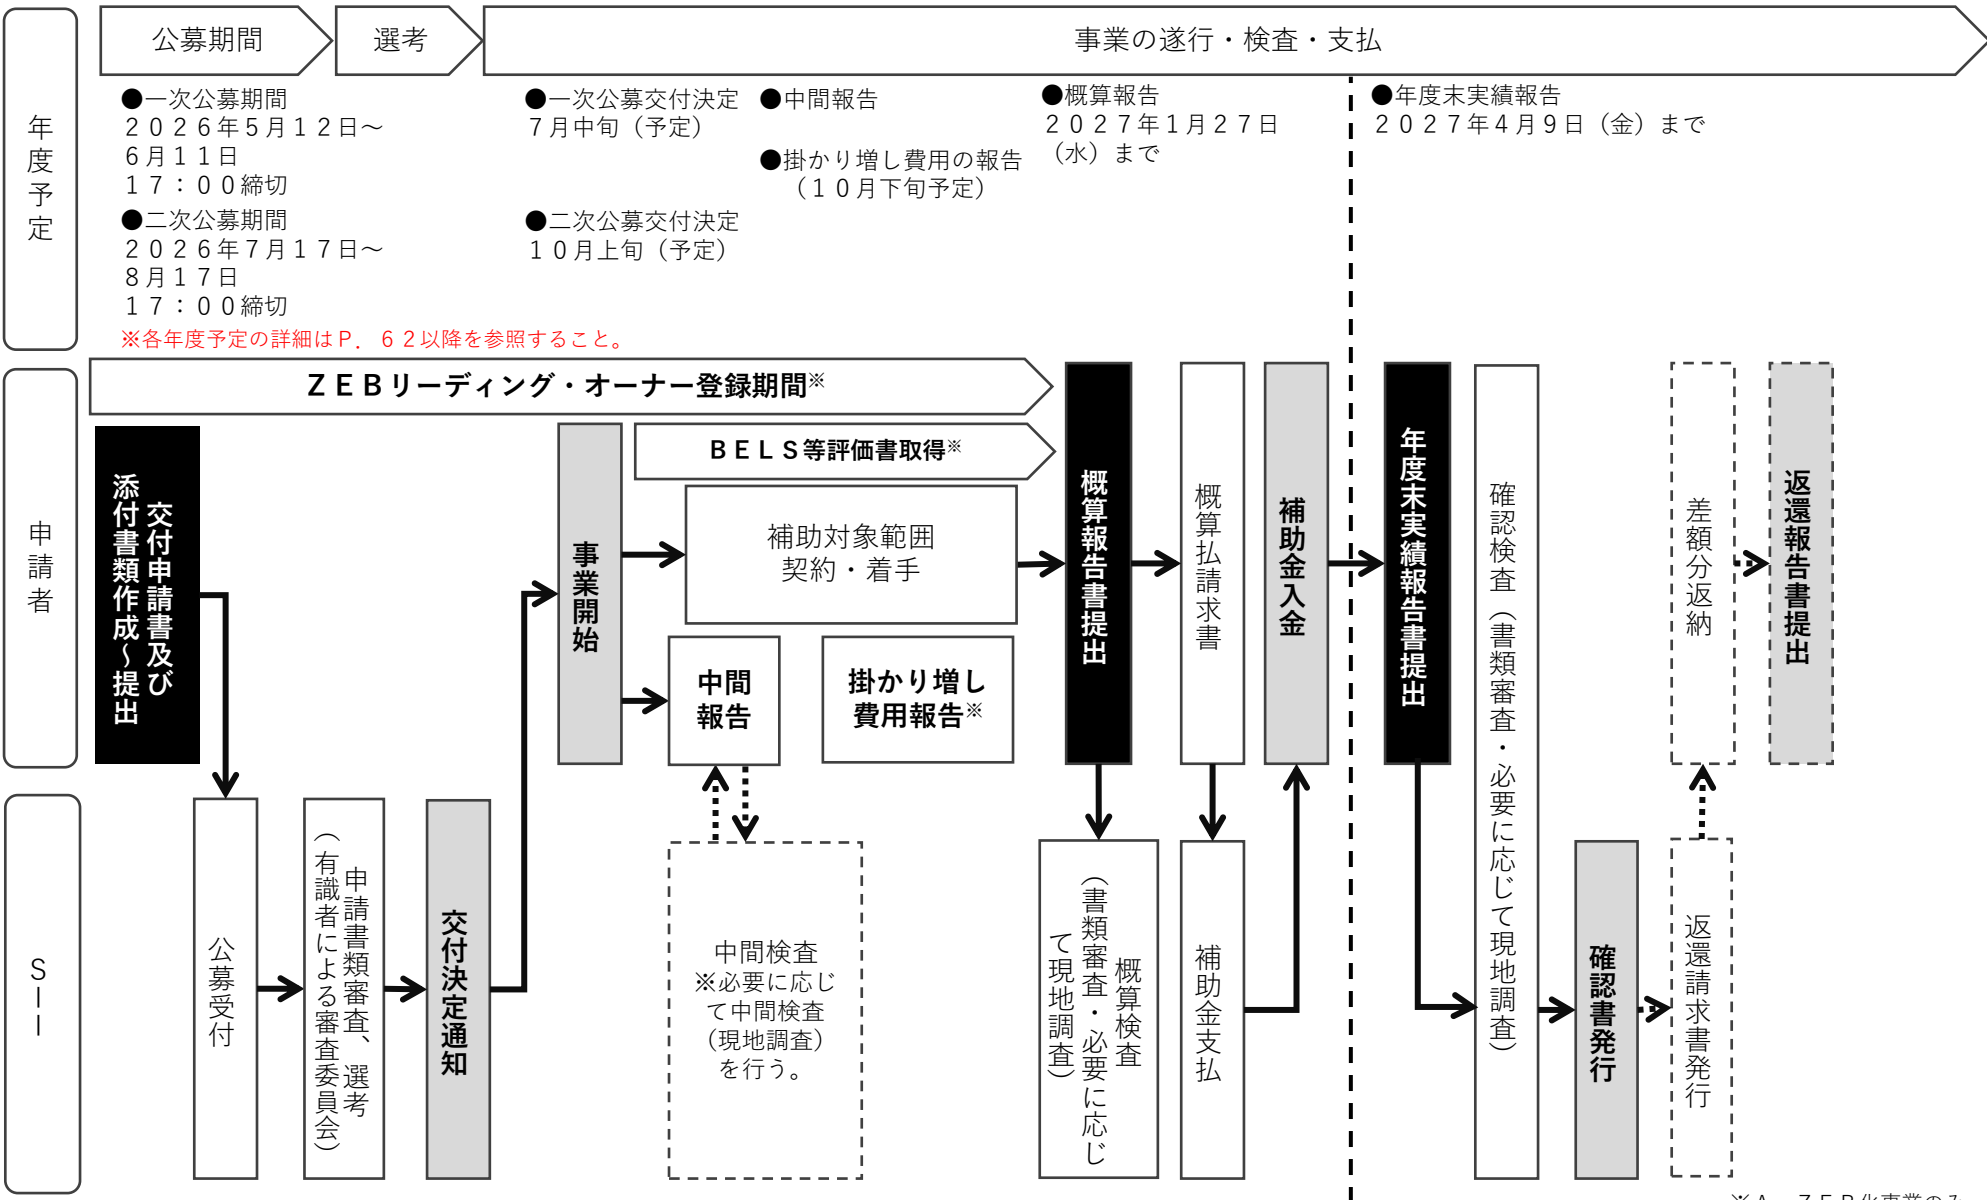 公募期間
選考
事業の遂行・検査・支払
年度予定
●一次公募期間
２０２６年５月１２日～
６月１１日
１７：００締切
●二次公募期間
２０２６年７月１７日～
８月１７日
１７：００締切
※各年度予定の詳細はＰ．６２以降を参照すること。
●一次公募交付決定
７月中旬（予定）
●二次公募交付決定
１０月上旬（予定）
●中間報告
●掛かり増し費用の報告
（１０月下旬予定）
●概算報告
２０２７年１月２７日
（水）まで
●年度末実績報告
２０２７年４月９日（金）まで
申請者
ＺＥＢリーディング・オーナー登録期間※
ＢＥＬＳ等評価書取得※
交付申請書及び
添付書類作成～提出
事業開始
補助対象範囲
契約・着手
中間
報告
掛かり増し
費用報告※
概算報告書提出
概算払請求書
補助金入金
年度末実績報告書提出
確認検査（書類審査・必要に応じて現地調査）
差額分返納
返還報告書提出
ＳＩＩ
公募受付
申請書類審査、選考
（有識者による審査委員会）
交付決定通知
中間検査
※必要に応じ
て中間検査
（現地調査）
を行う。
概算検査
（書類審査・必要に応じ
て現地調査）
補助金支払
確認書発行
返還請求書発行